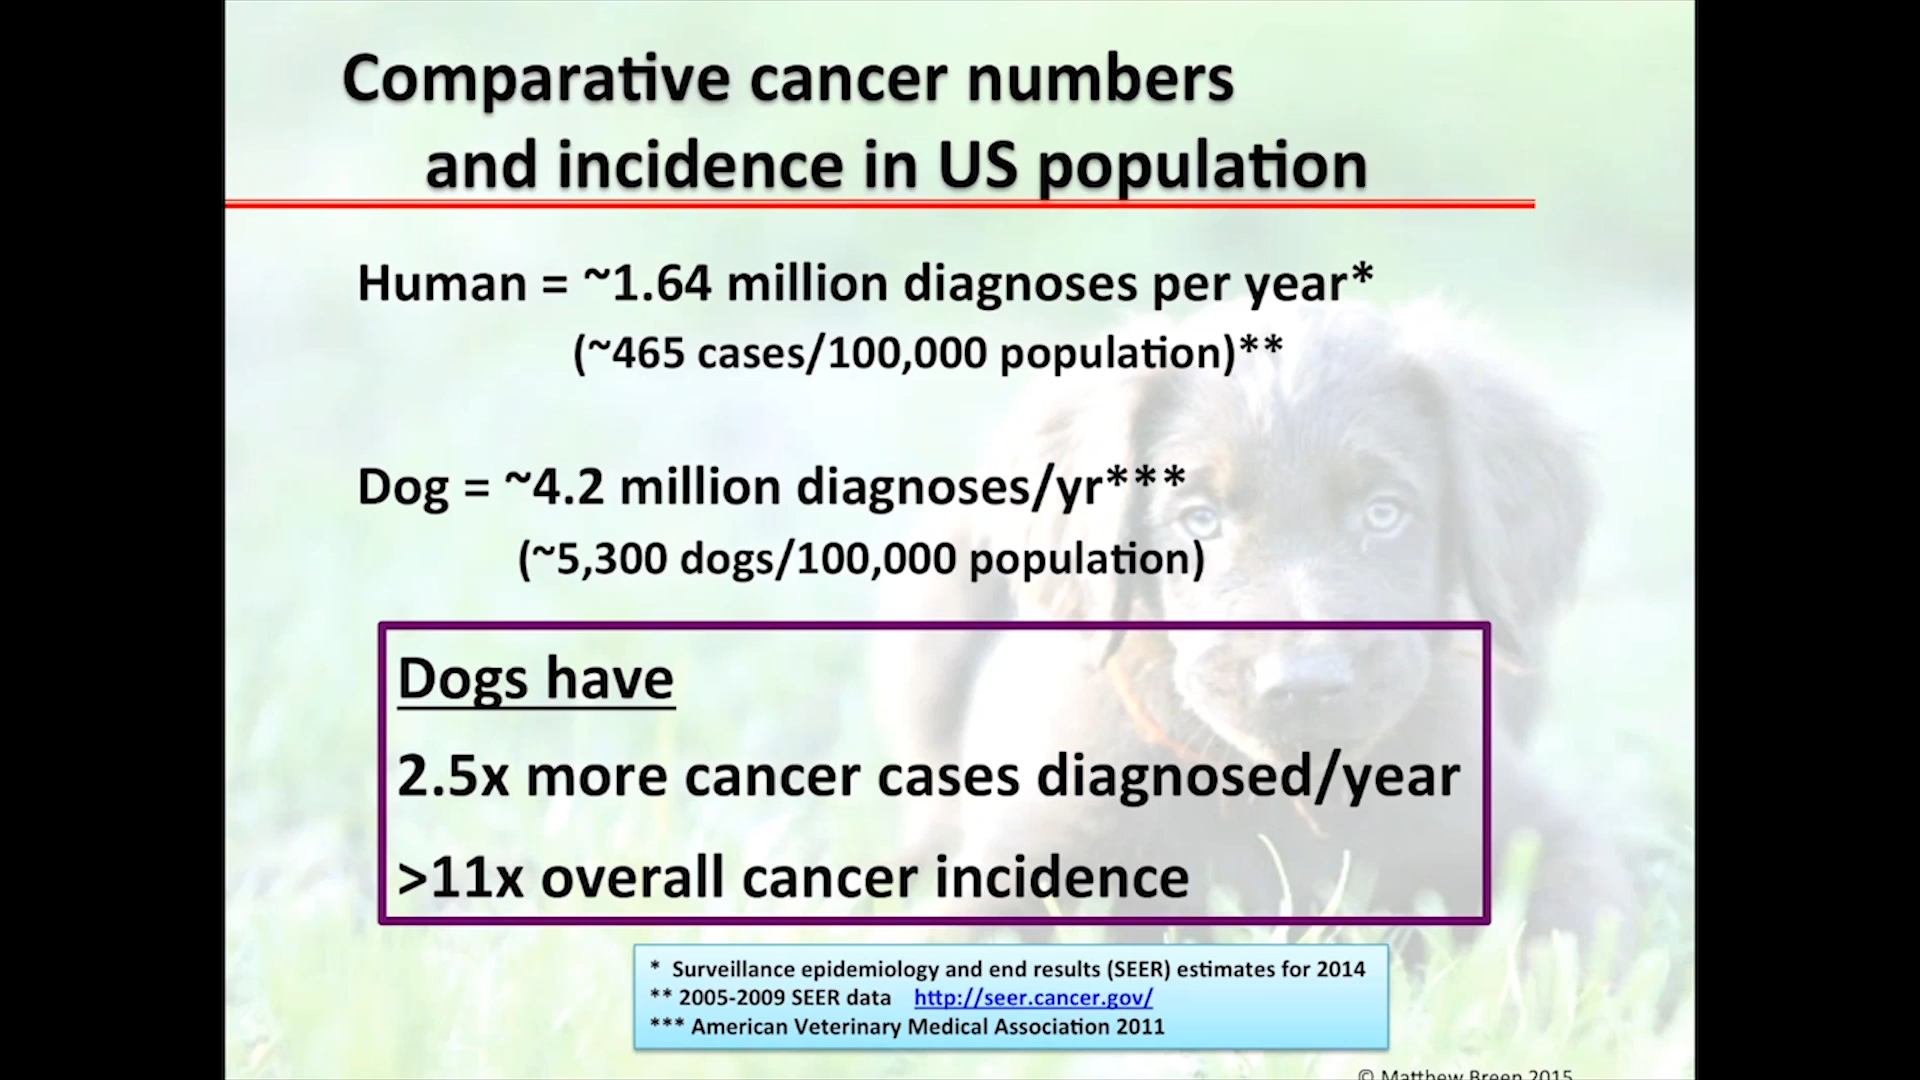 Comparative cancer numbers
and incidence in US population
Human = ~1.64 million diagnoses per year*
(~465 cases/100,000 population)**
Dog = ~4.2 million diagnoses/yr***
(~5,300 dogs/100,000 population)
Dogs have
2.5x more cancer cases diagnosed/year
>11x overall cancer incidence
* Surveillance epidemiology and end results (SEER) estimates for 2014
** 2005-2009 SEER data http://seer.cancer.gov/
*** American Veterinary Medical Association 2011
© Matthew Breen 2015